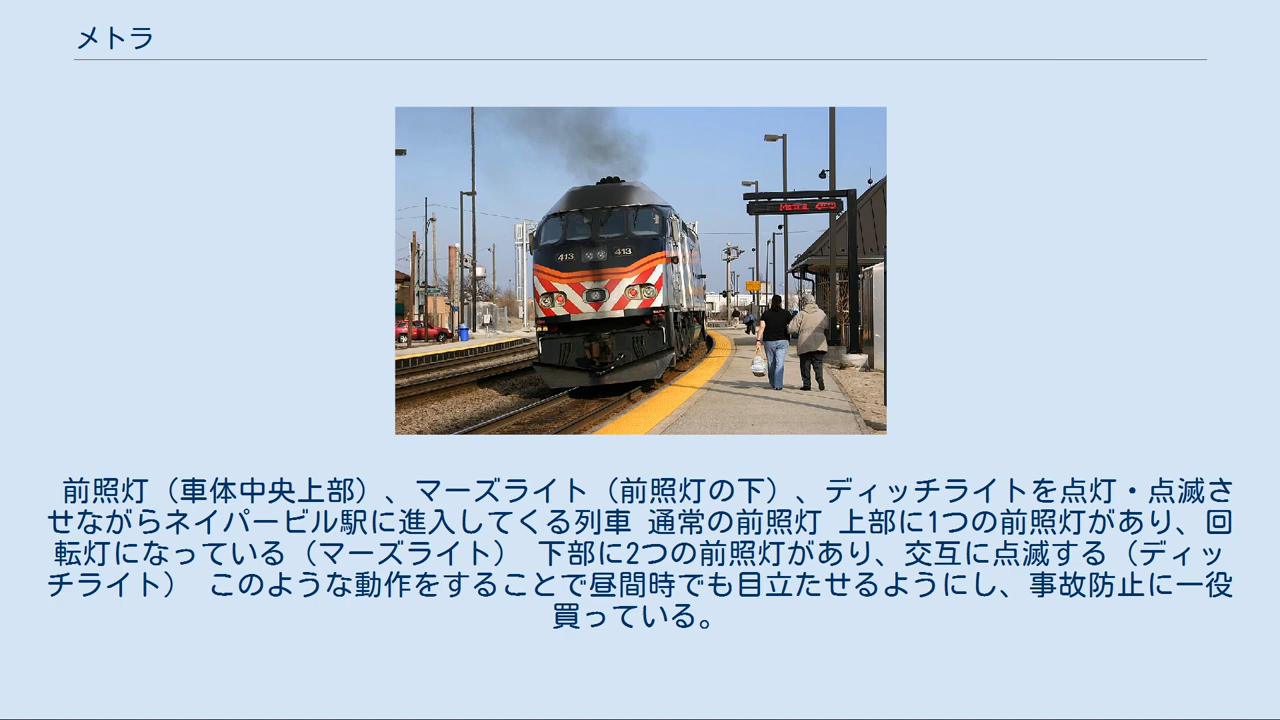 メトラ
413
413
Metra
前照灯（車体中央上部）、マーズライト（前照灯の下）、ディッチライトを点灯・点滅さ
せながらネイパービル駅に進入してくる列車 通常の前照灯 上部に1つの前照灯があり、回
転灯になっている（マーズライト） 下部に2つの前照灯があり、交互に点滅する（ディッ
チライト） このような動作をすることで昼間時でも目立たせるようにし、事故防止に一役
買っている。